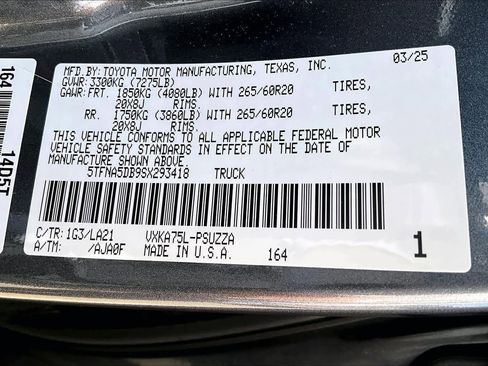 MFD.BY:TOYOTA MOTOR MANUFACTURING, TEXAS, INC. 03/25
GVWR:3300KG (7275LB)
GAWR:FRT. 1850KG (4080LB) WITH 265/60R20 TIRES,
20X8J RIMS.
RR. 1750KG (3860LB) WITH 265/60R20 TIRES,
20X8J RIMS.
THIS VEHICLE CONFORMS TO ALL APPLICABLE FEDERAL MOTOR
VEHICLE SAFETY STANDARDS IN EFFECT ON THE DATE OF
MANUFACTURE SHOWN ABOVE.
5TFNA5DB9SX293418 TRUCK
C/TR: 1G3/LA21 VXKA75L-PSUZZA
A/TM: /AJA0F MADE IN U.S.A. 164 1
164 14D5T